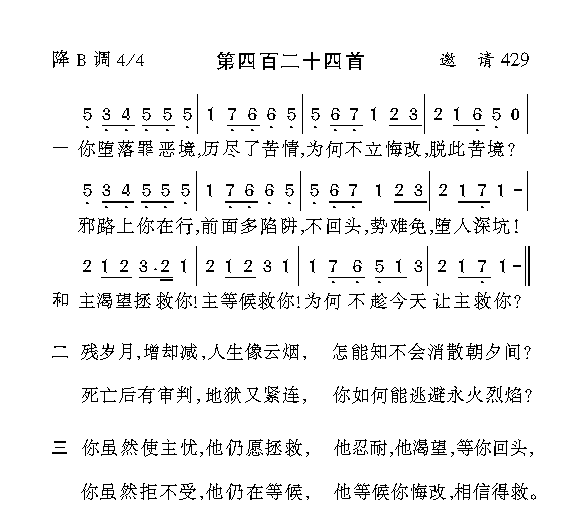 降 B 调 4/4 第四百二十四首 邀 请 429
5 3 4 5 5 5 | 1 7 6 6 5 | 5 6 7 1 2 3 | 2 1 6 5 0
一 你堕落罪恶境,历尽了苦情,为何不立悔改,脱此苦境?
5 3 4 5 5 5 | 1 7 6 6 5 | 5 6 7 1 2 3 | 2 1 7 1 -
邪路上你在行,前面多陷阱,不回头,势难免,堕人深坑!
2 1 2 3· 2 1 | 2 1 2 3 1 | 1 7 6 5 1 3 | 2 1 7 1 -
和 主渴望拯救你!主等候救你!为何不趁今天让主救你?
二 残岁月,增却减,人生像云烟, 怎能知不会消散朝夕间?
死亡后有审判,地狱又紧连, 你如何能逃避永火烈焰?
三 你虽然使主忧,他仍愿拯救, 他忍耐,他渴望,等你回头,
你虽然拒不受,他仍在等候, 他等候你悔改,相信得救。